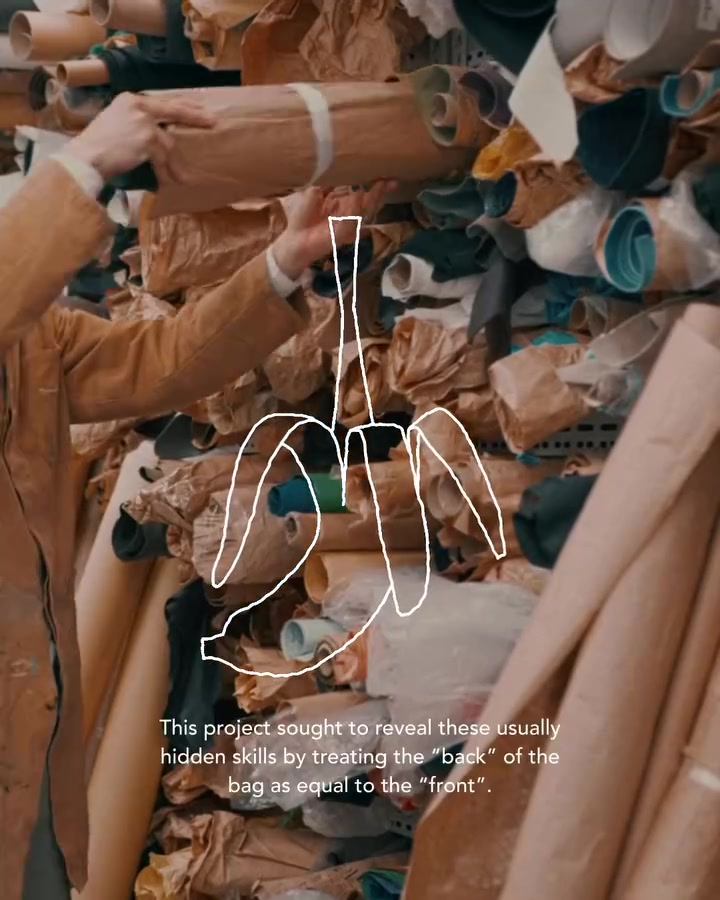 This project sought to reveal these usually
hidden skills by treating the “back” of the
bag as equal to the “front”.